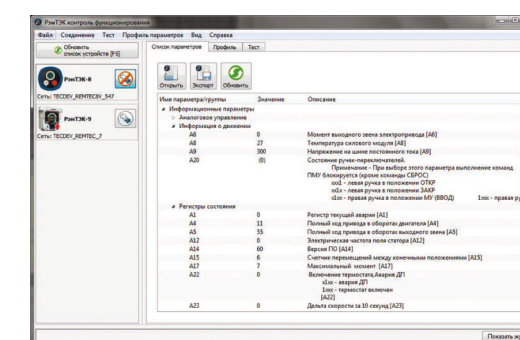 РэмТЭК контроль функционирования
Файл Соединение Тест Профиль параметров Вид Справка
Обновить
список устройств [F5]
РэмТЭК-8
Сеть: TECDEV_REMTEC8V_547
РэмТЭК-9
Сеть: TECDEV_REMTEC_7
Список параметров Профиль Тест
Открыть Экспорт Обновить
Имя параметра/группы Значение Описание
Информационные параметры
Аналоговое управление
Информация о движении
A6 0 Момент выходного звена электропривода [A6]
A8 27 Температура силового модуля [A8]
A9 300 Напряжение на шине постоянного тока [A9]
A20 (0) Состояние ручек-переключателей.
Примечание - При выборе этого параметра выполнение команд
ПМУ блокируется (кроме команды СБРОС)
xxx1 - левая ручка в положении ОТКР
xx1x - левая ручка в положении ЗАКР
x1xx - правая ручка в положении МУ (ВВОД) 1xxx - правая ру
Регистры состояния
A1 0 Регистр текущей аварии [A1]
A4 11 Полный ход привода в оборотах двигателя [A4]
A5 55 Полный ход привода в оборотах выходного звена [A5]
A12 0 Электрическая частота поля статора [A12]
A14 60 Версия ПО [A14]
A15 6 Счетчик перемещений между конечными положениями [A15]
A17 7 Максимальный момент [A17]
A22 0 Включение термостата,Авария ДП
x1xx - авария ДП
1xxx - термостат включен
[A22]
A23 0 Дельта скорости за 10 секунд [A23]
Показать ж